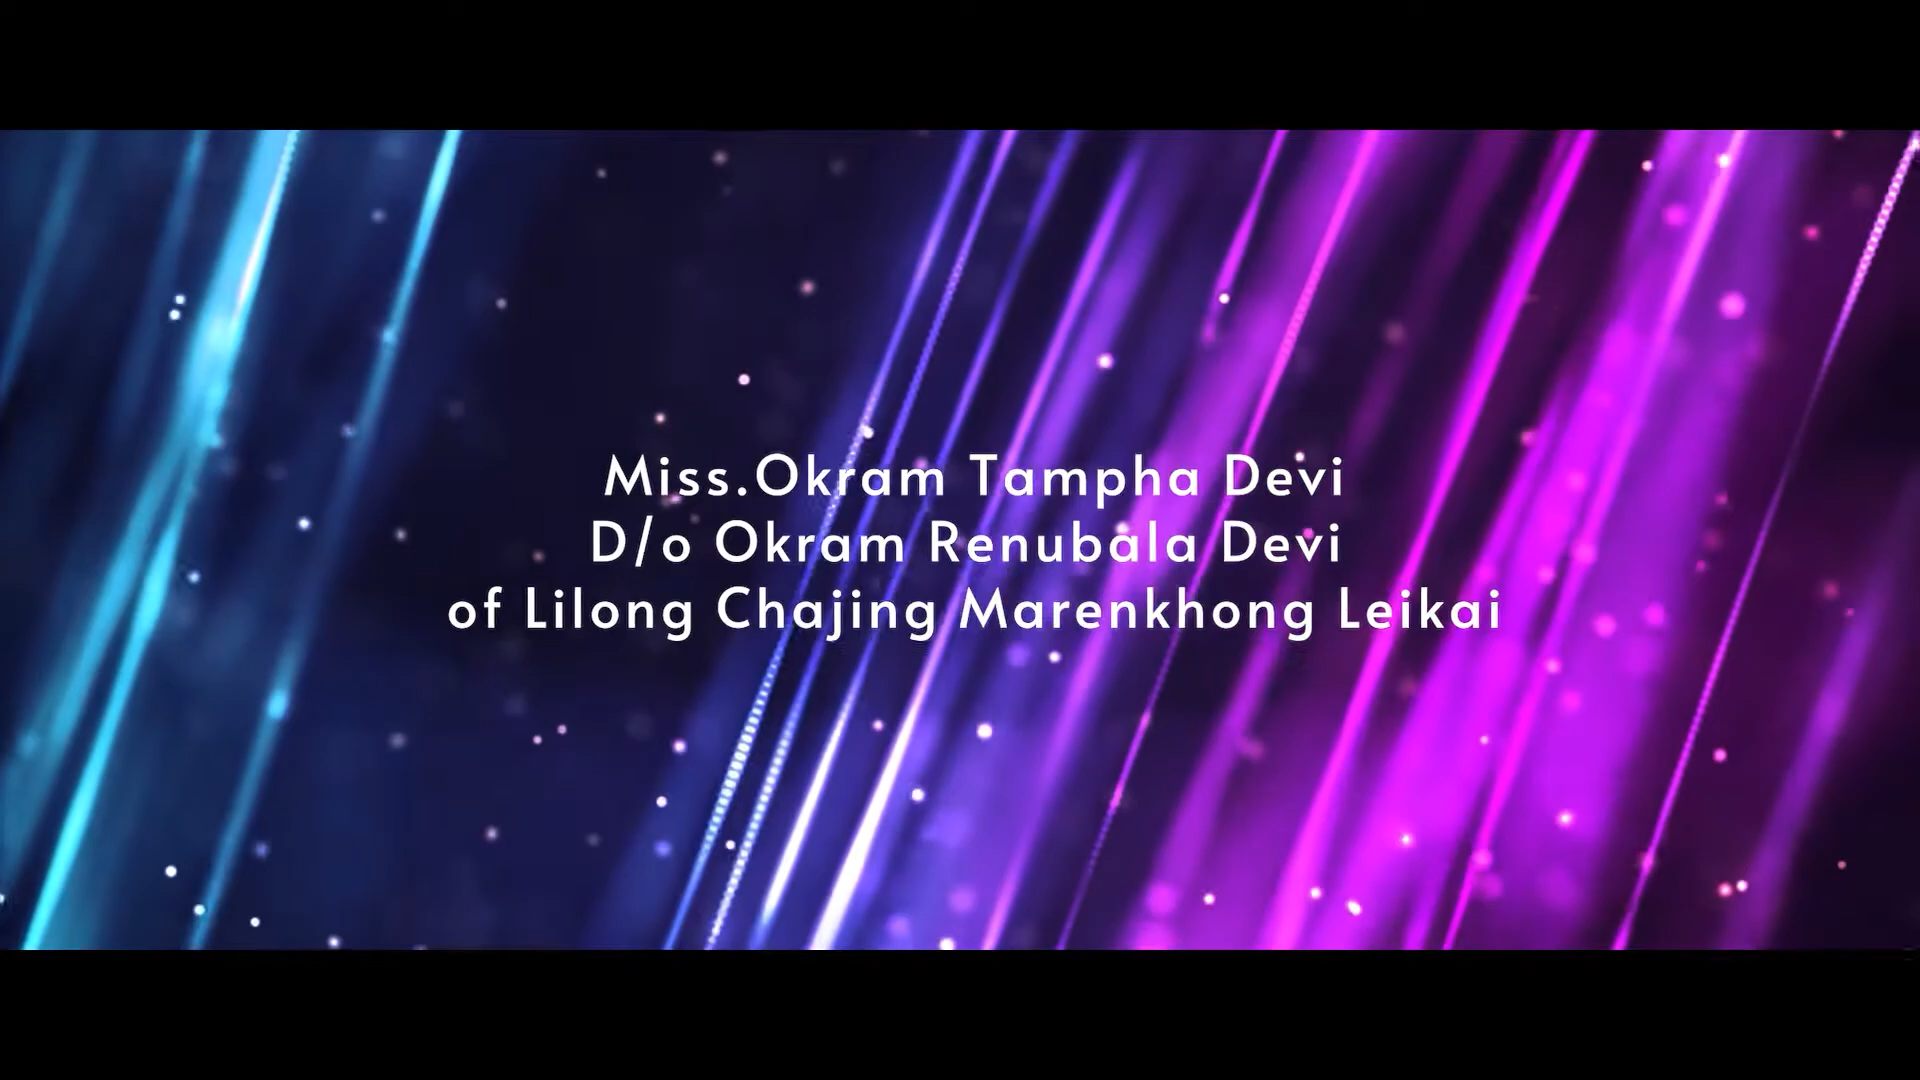 Miss.Okram Tampha Devi
D/o Okram Renubala Devi
of Lilong Chajing Marenkhong Leikai